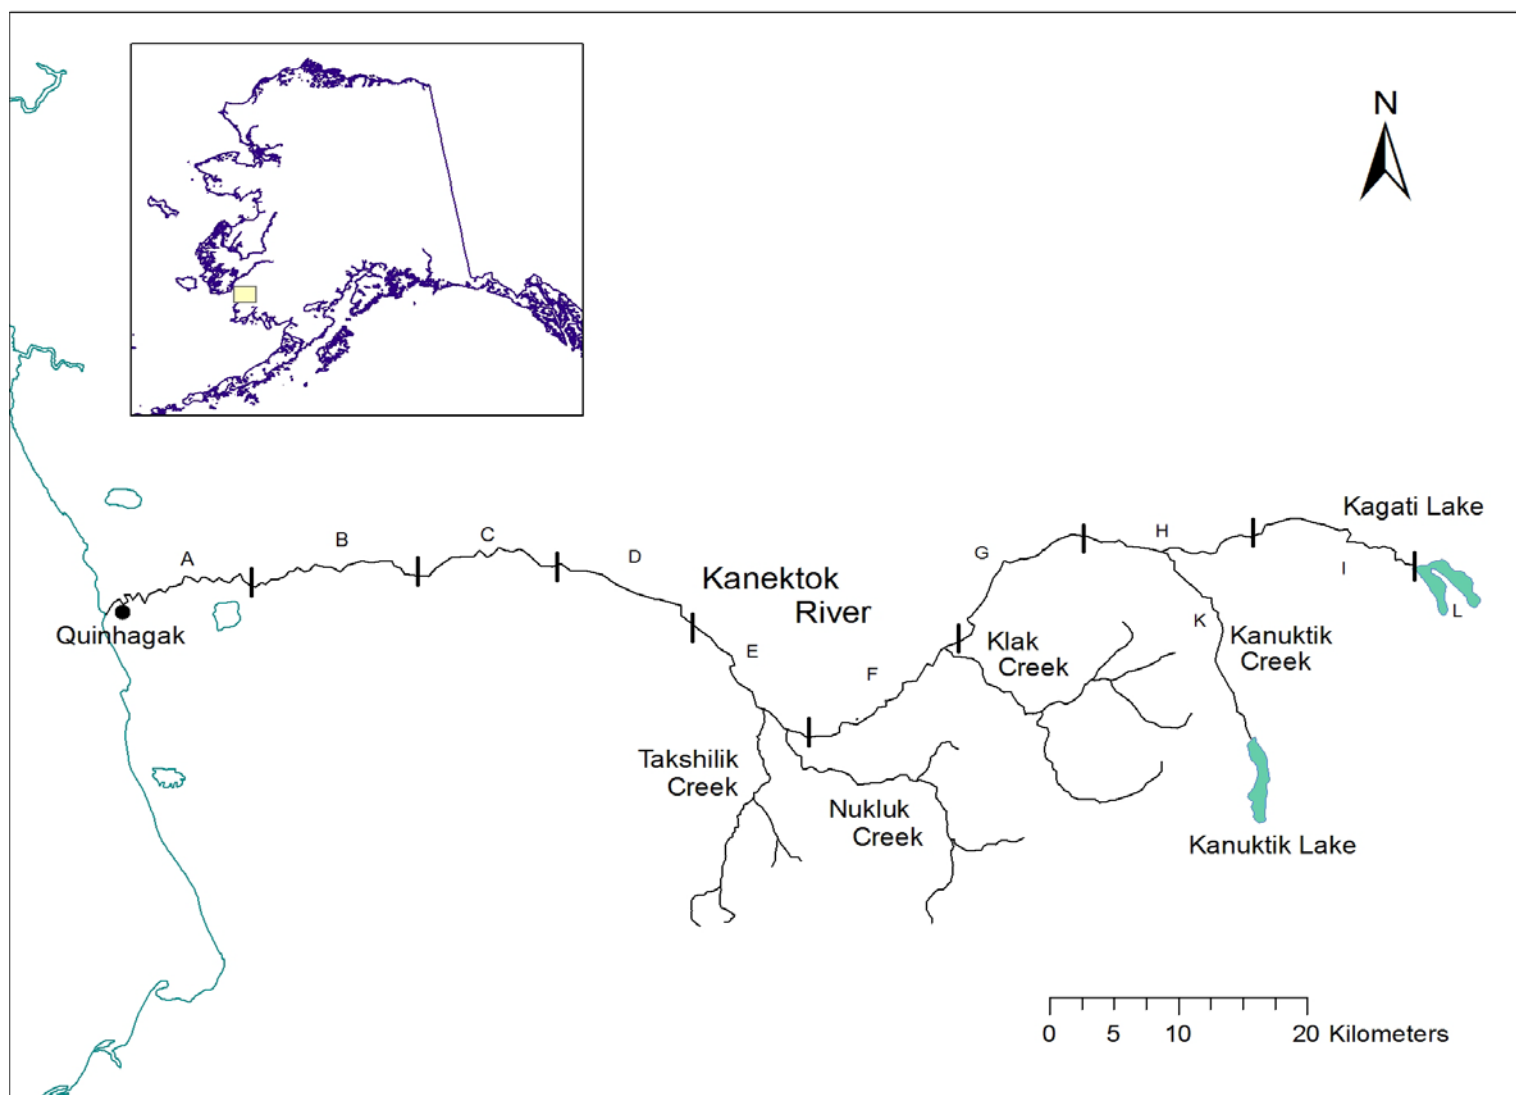 N
Kagati Lake
A
B
C
D
G
H
I
L
Kanektok
River
Quinhagak
E
F
Klak
Creek
K
Kanuktik
Creek
Takshilik
Creek
Nukluk
Creek
Kanuktik Lake
0 5 10 20 Kilometers